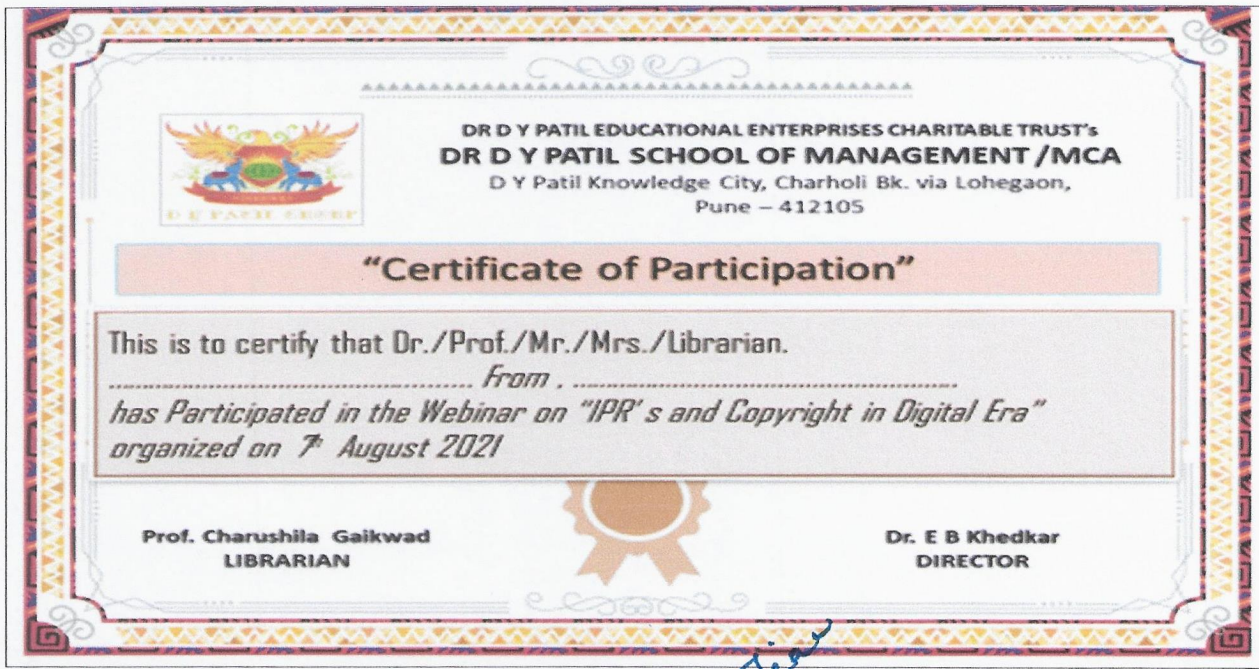 D Y PATIL GROUP
DR D Y PATIL EDUCATIONAL ENTERPRISES CHARITABLE TRUST's
DR D Y PATIL SCHOOL OF MANAGEMENT /MCA
D Y Patil Knowledge City, Charholi Bk. via Lohegaon,
Pune – 412105
“Certificate of Participation”
This is to certify that Dr./Prof./Mr./Mrs./Librarian.
.................................................... From , ......................................................
has Participated in the Webinar on "IPR' s and Copyright in Digital Era"
organized on 7th August 2021
Prof. Charushila Gaikwad
LIBRARIAN
Dr. E B Khedkar
DIRECTOR